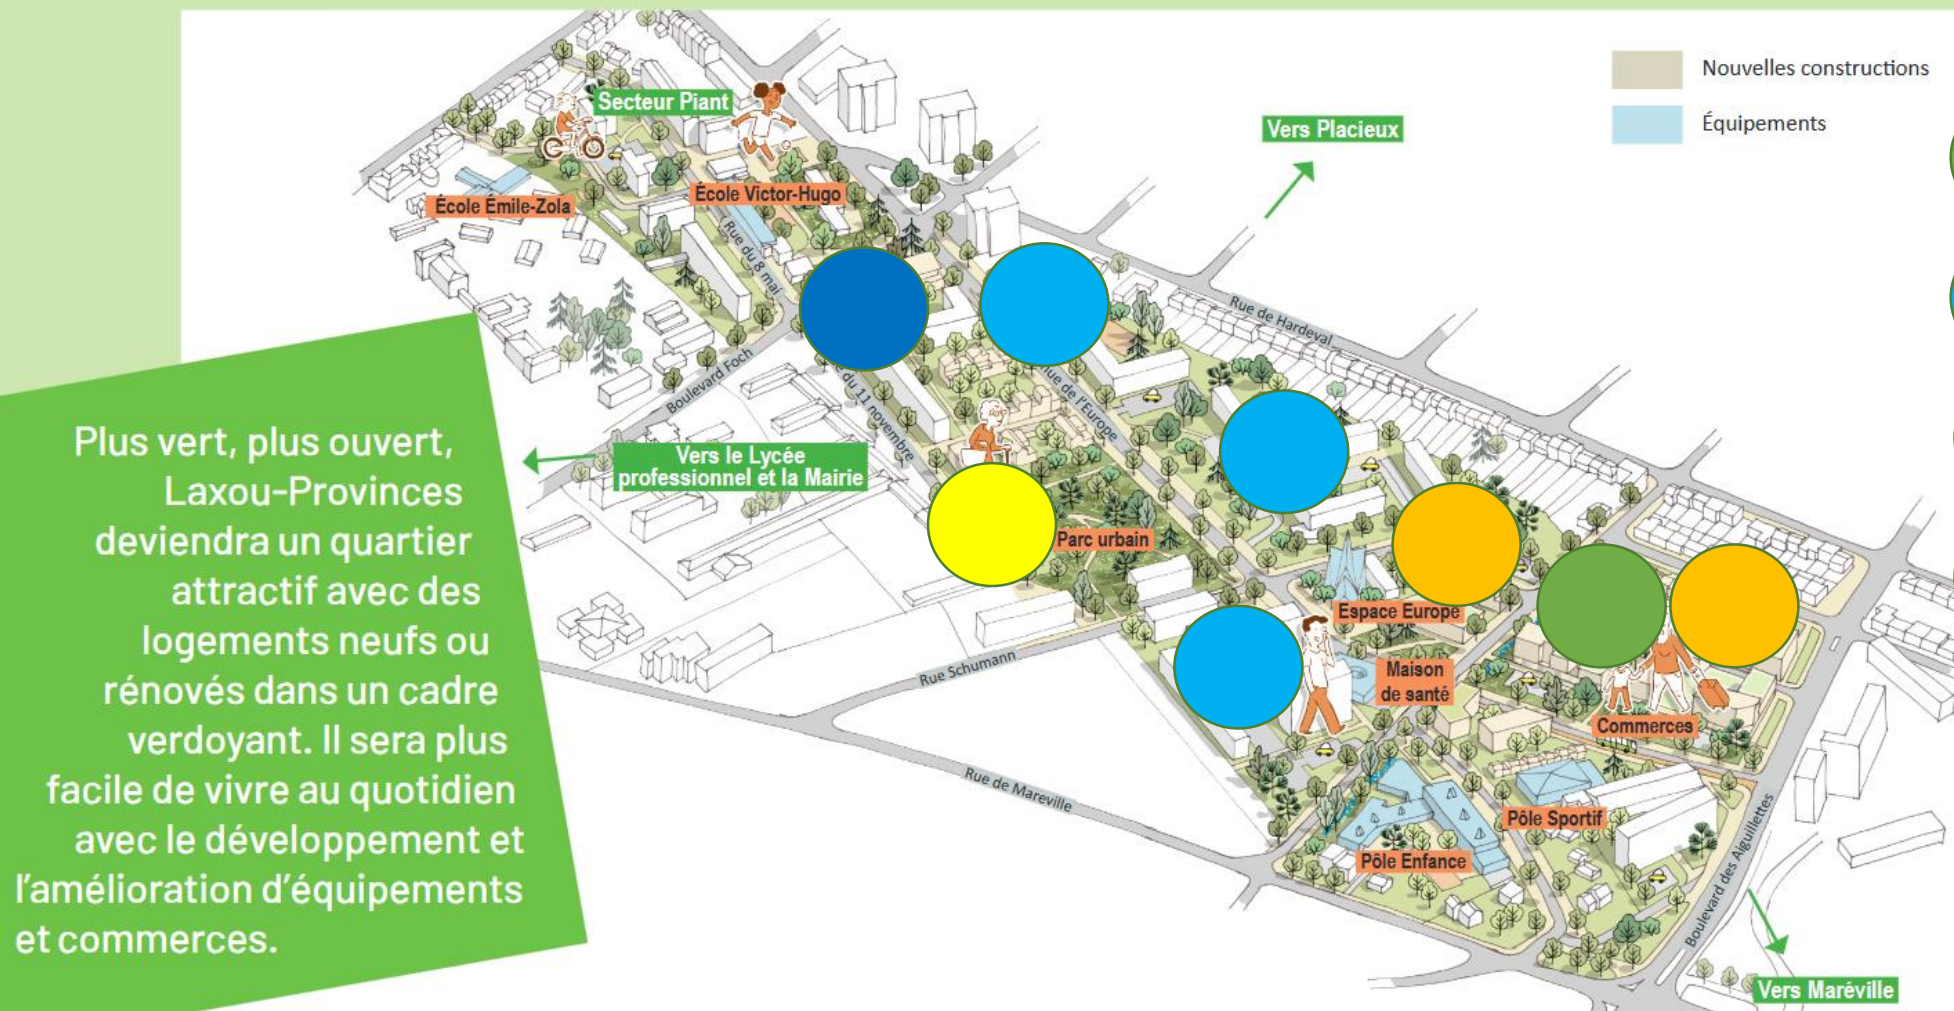 Nouvelles constructions
Équipements
Secteur Piant
Vers Placieux
École Émile-Zola
École Victor-Hugo
Rue du 8 mai
Rue de Hardeval
Boulevard Foch
du 11 novembre
rue de l'Europe
Vers le Lycée
professionnel et la Mairie
Parc urbain
Espace Europe
Maison
de santé
Rue Schumann
Commerces
Rue de Mareville
Pôle Sportif
Pôle Enfance
Boulevard des Aiguillettes
Vers Maréville
Plus vert, plus ouvert,
Laxou-Provinces
deviendra un quartier
attractif avec des
logements neufs ou
rénovés dans un cadre
verdoyant. Il sera plus
facile de vivre au quotidien
avec le développement et
l'amélioration d'équipements
et commerces.